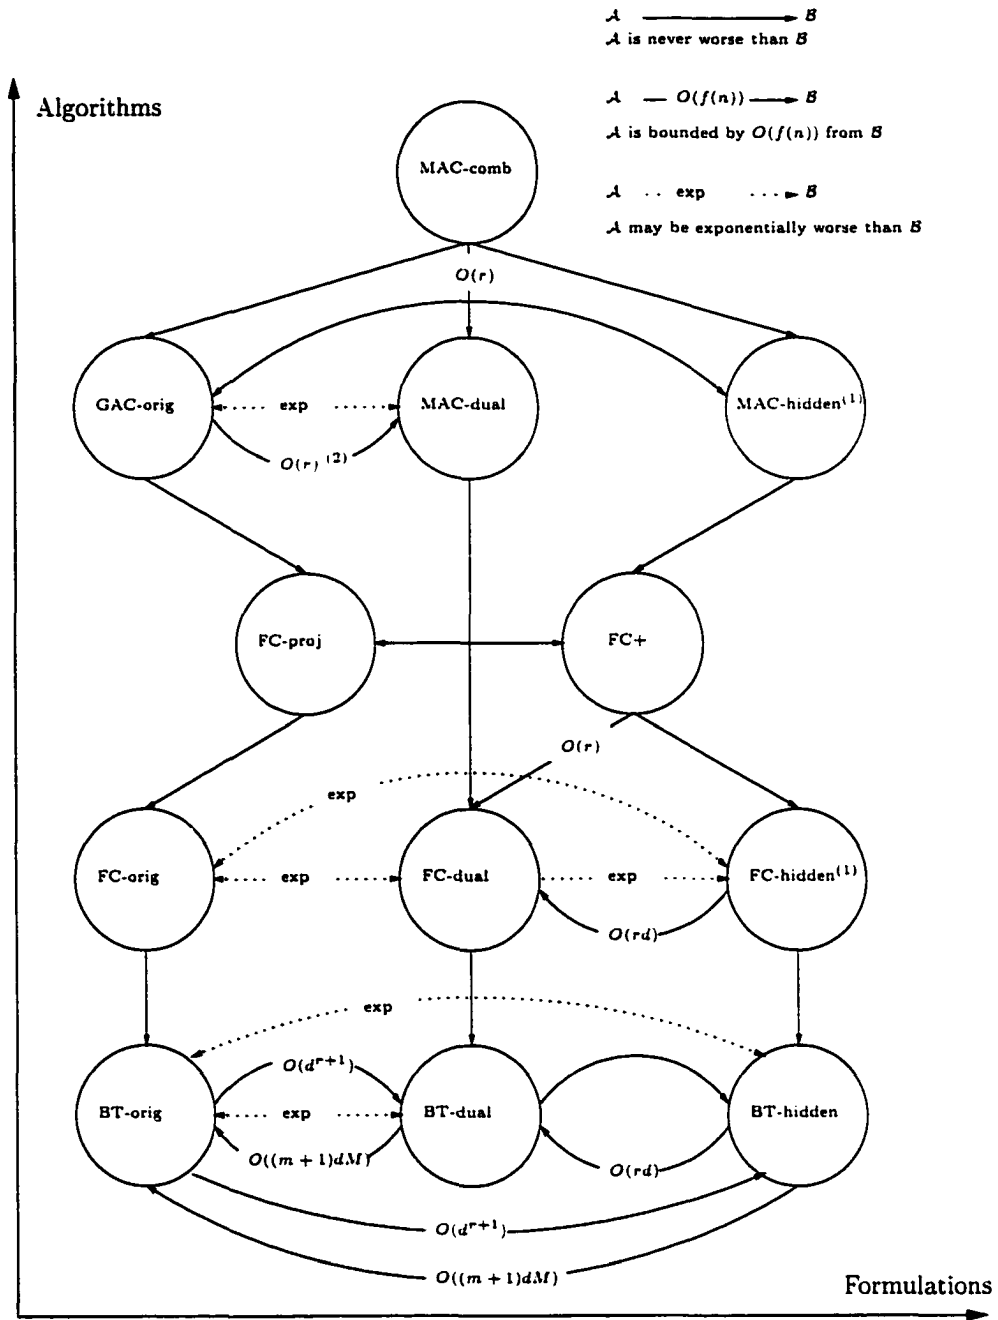 𝒜 ℬ
𝒜 is never worse than ℬ
Algorithms
𝒜 O(f(n)) ℬ
𝒜 is bounded by O(f(n)) from ℬ
MAC-comb
𝒜 exp ℬ
𝒜 may be exponentially worse than ℬ
O(r)
GAC-orig exp MAC-dual MAC-hidden(1)
O(r) (2)
FC-proj FC+
O(r)
exp
FC-orig exp FC-dual exp FC-hidden(1)
O(rd)
exp
O(d^{r+1})
BT-orig exp BT-dual BT-hidden
O((m + 1)dM) O(rd)
O(d^{r+1})
O((m + 1)dM)
Formulations